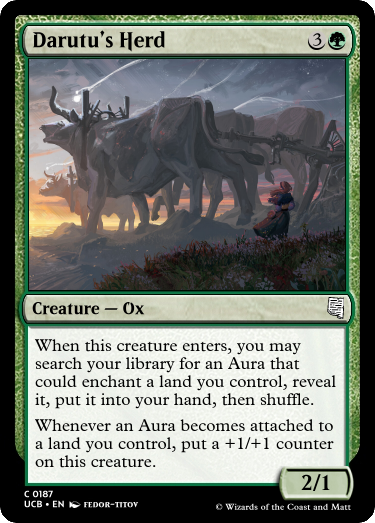 Darutu's Herd 3
Creature — Ox
When this creature enters, you may
search your library for an Aura that
could enchant a land you control, reveal
it, put it into your hand, then shuffle.
Whenever an Aura becomes attached to
a land you control, put a +1/+1 counter
on this creature.
2/1
C 0187
UCB • EN FEDOR-TITOV
© Wizards of the Coast and Matt